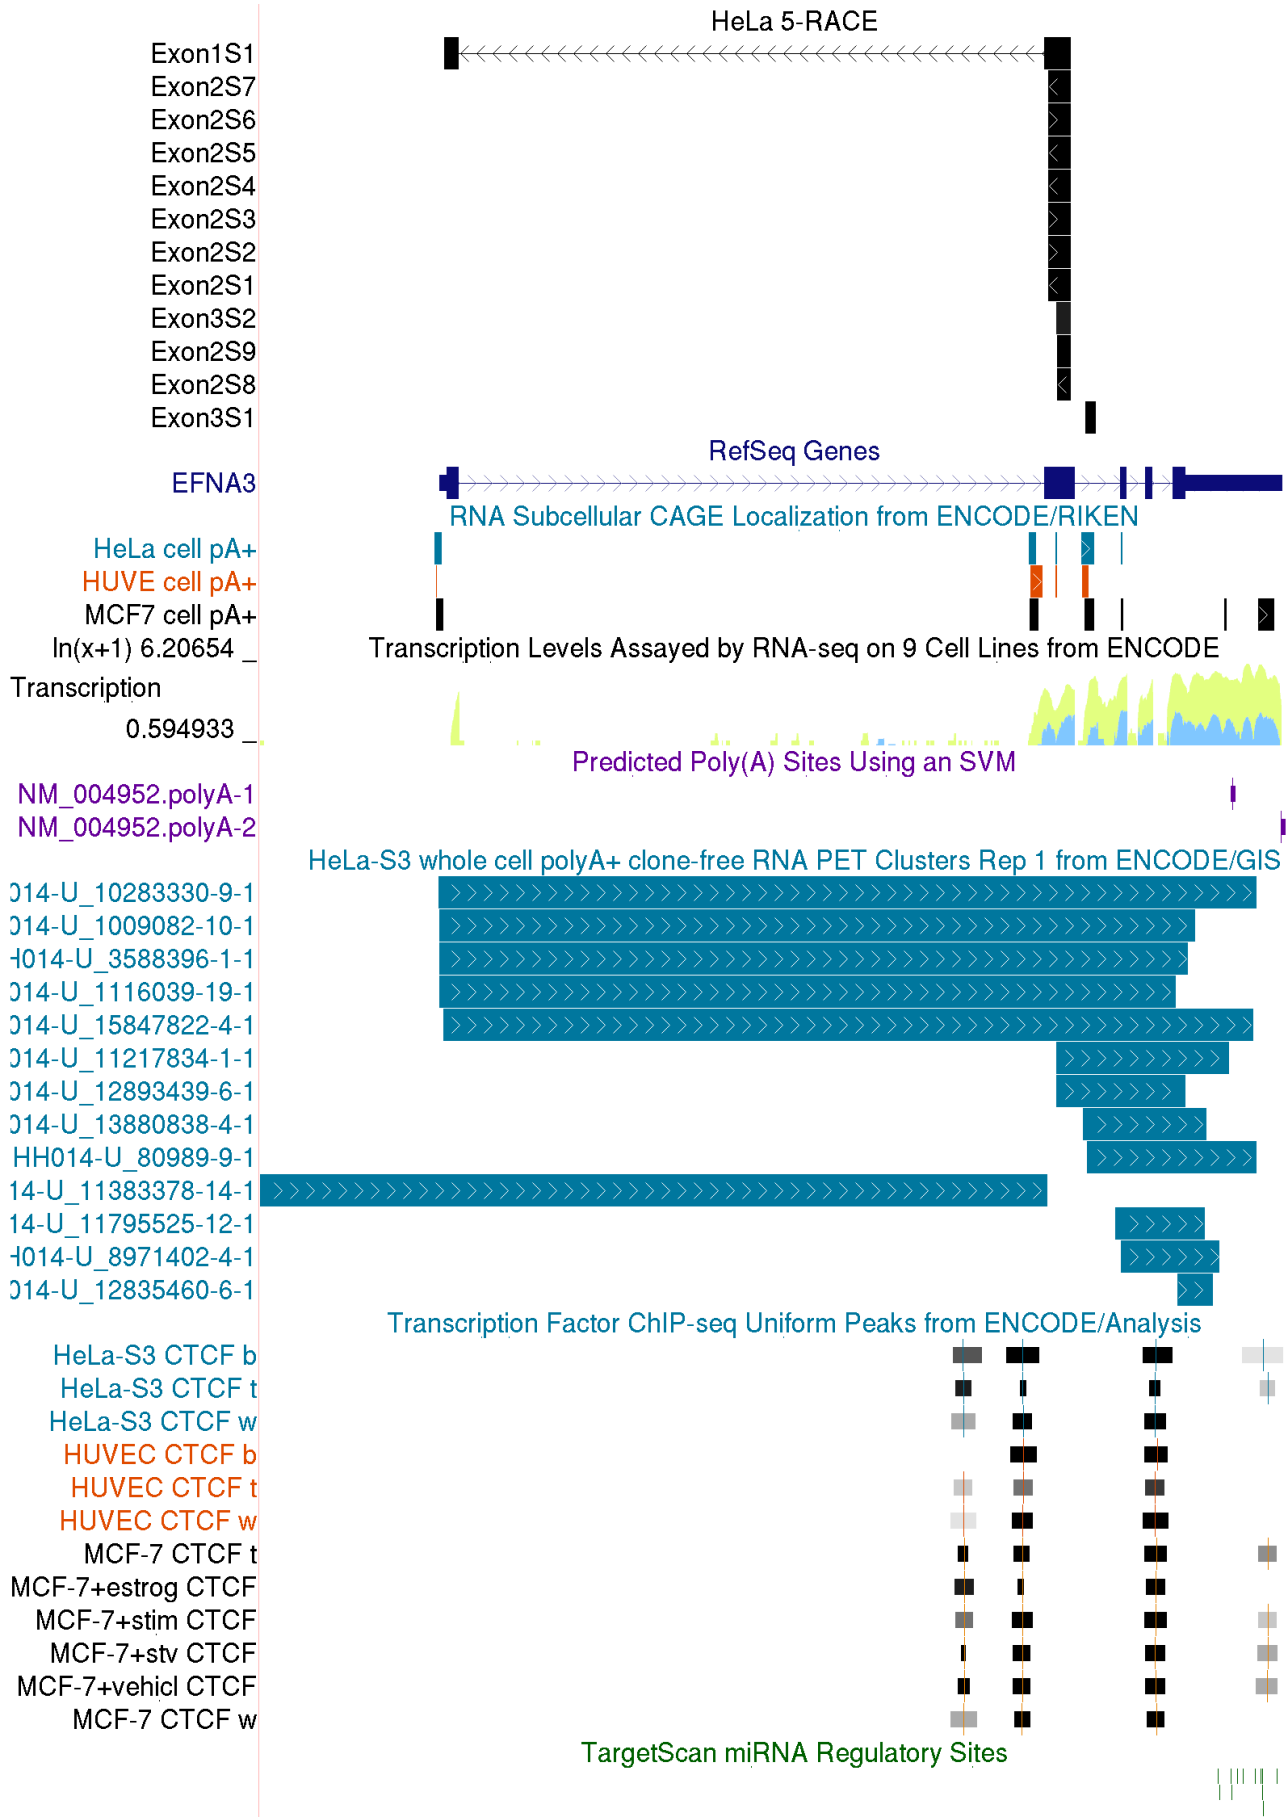 HeLa 5-RACE
Exon1S1
Exon2S7
Exon2S6
Exon2S5
Exon2S4
Exon2S3
Exon2S2
Exon2S1
Exon3S2
Exon2S9
Exon2S8
Exon3S1
RefSeq Genes
EFNA3
RNA Subcellular CAGE Localization from ENCODE/RIKEN
HeLa cell pA+
HUVE cell pA+
MCF7 cell pA+
ln(x+1) 6.20654 _
Transcription Levels Assayed by RNA-seq on 9 Cell Lines from ENCODE
Transcription
0.594933 _
Predicted Poly(A) Sites Using an SVM
NM_004952.polyA-1
NM_004952.polyA-2
HeLa-S3 whole cell polyA+ clone-free RNA PET Clusters Rep 1 from ENCODE/GIS
014-U_10283330-9-1
014-U_1009082-10-1
H014-U_3588396-1-1
014-U_1116039-19-1
014-U_15847822-4-1
014-U_11217834-1-1
014-U_12893439-6-1
014-U_13880838-4-1
HH014-U_80989-9-1
14-U_11383378-14-1
14-U_11795525-12-1
H014-U_8971402-4-1
014-U_12835460-6-1
Transcription Factor ChIP-seq Uniform Peaks from ENCODE/Analysis
HeLa-S3 CTCF b
HeLa-S3 CTCF t
HeLa-S3 CTCF w
HUVEC CTCF b
HUVEC CTCF t
HUVEC CTCF w
MCF-7 CTCF t
MCF-7+estrog CTCF
MCF-7+stim CTCF
MCF-7+stv CTCF
MCF-7+vehicl CTCF
MCF-7 CTCF w
TargetScan miRNA Regulatory Sites